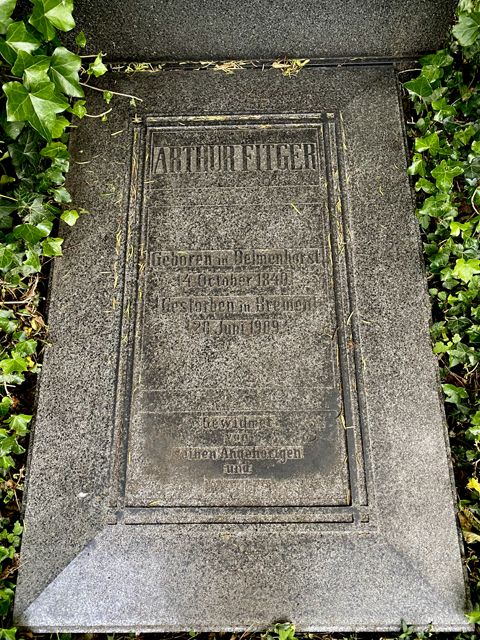 ARTHUR FITGER
Geboren in Delmenhorst
4 October 1840
Gestorben in Bremen
28 Juni 1909
Gewidmet
von
seinen Angehörigen
und